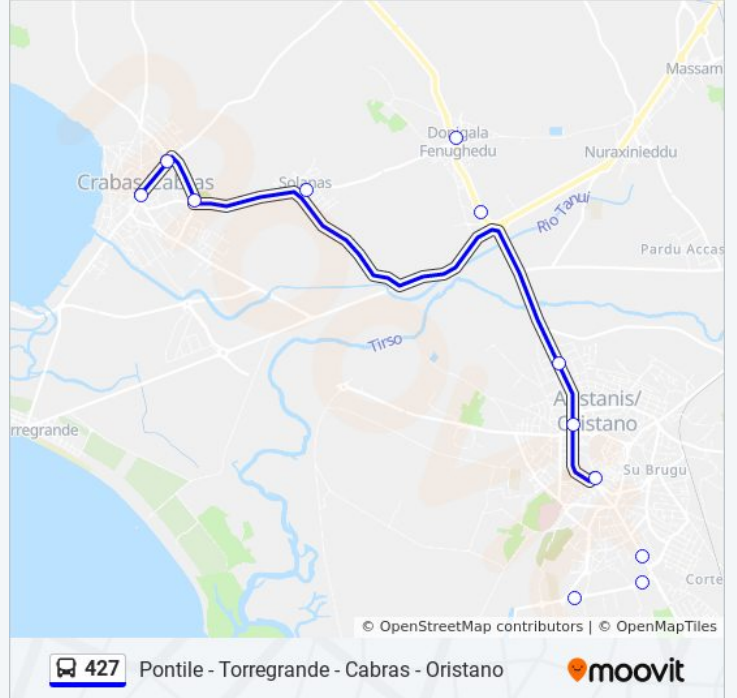 Massam
Donigala
Fenughedu
Nuraxinieddu
Crabas/Cabras
Solanas
Rio Tanui
Pardu Accas
Tirso
Aristanis/
Oristano
rregrande
Su Brugu
Corte
© OpenStreetMap contributors | © OpenMapTiles
427 Pontile - Torregrande - Cabras - Oristano
moovit